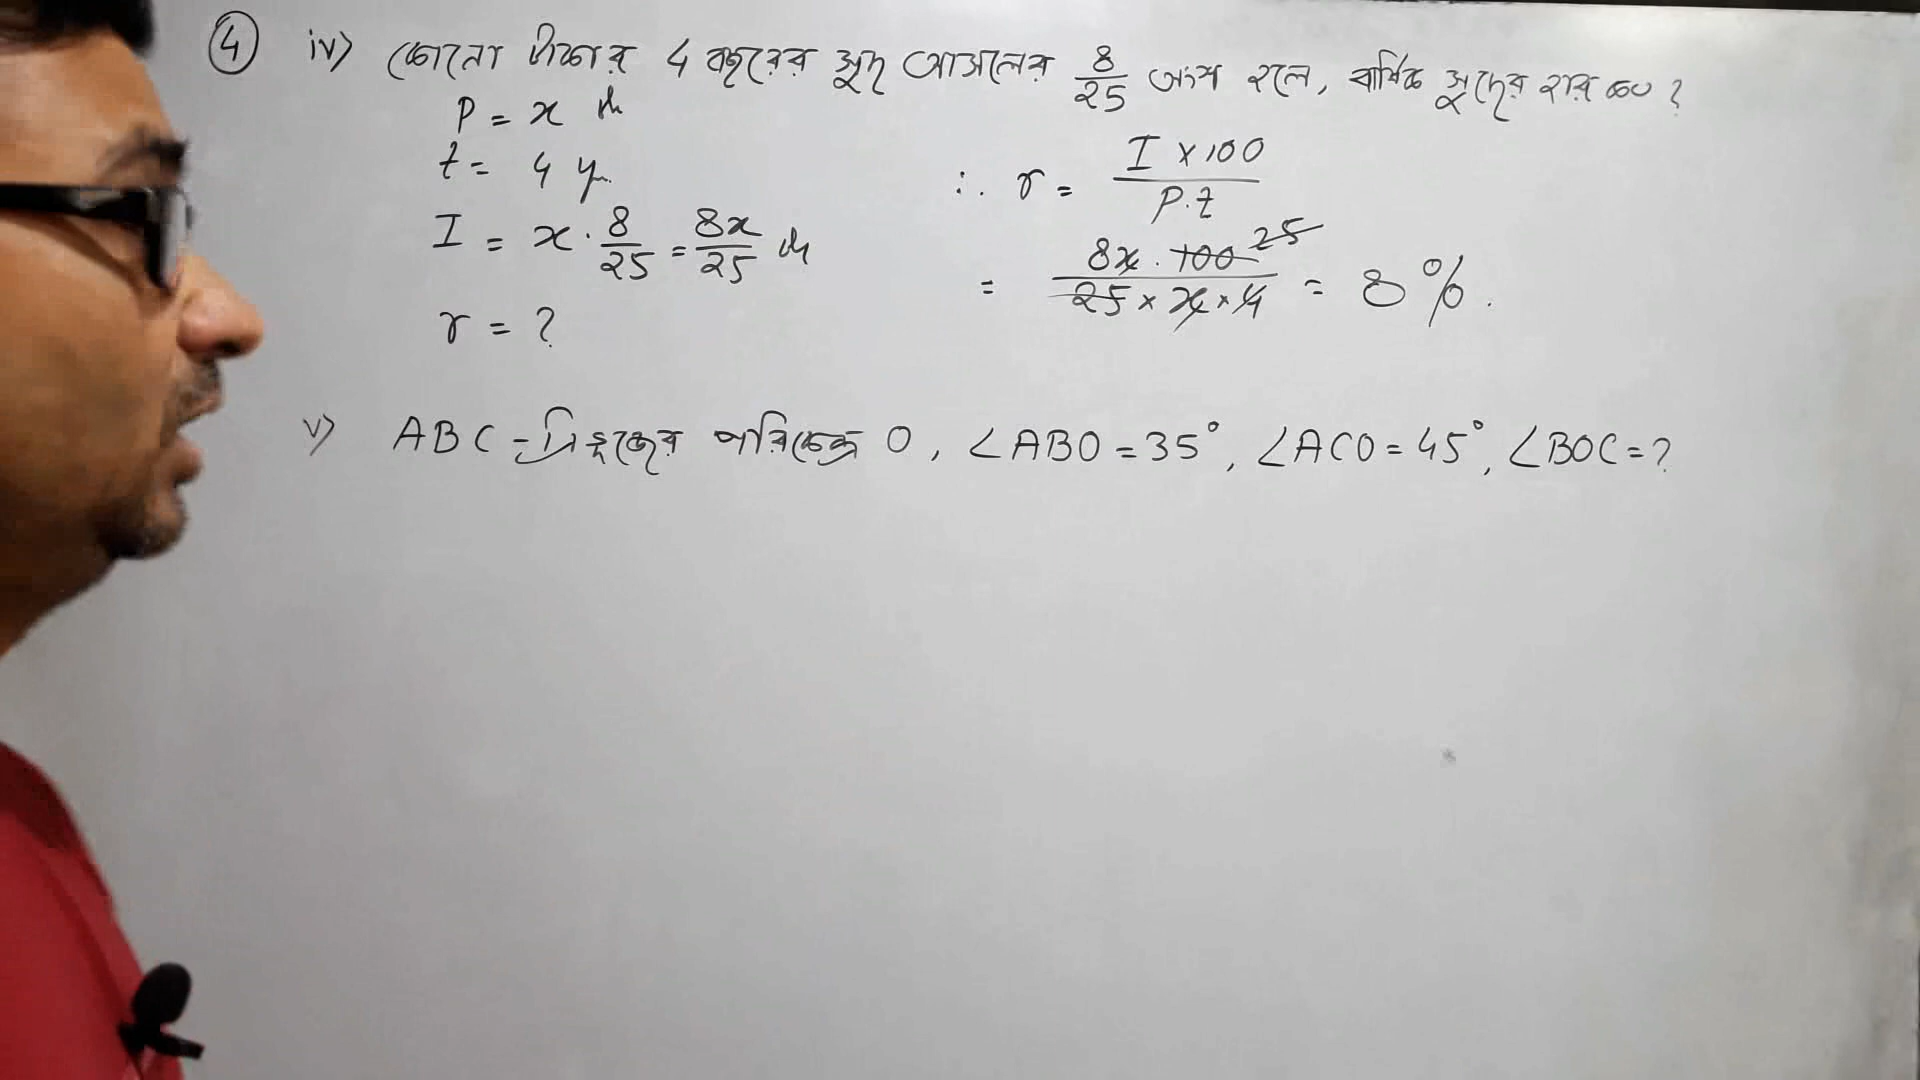 ④ iv> কোনো টাকার 4 বছরের সুদ আসলের 8/25 অংশ হলে, বার্ষিক সুদের হার কত ?
P = x
t = 4 y
I = x · 8/25 = 8x/25
r = ?
∴ r = I × 100 / P.t
= 8x · 100 25 / 25 × x × 4 = 8%.
v> ABC - ত্রিভুজের পরিকেন্দ্র O, ∠ABO = 35°, ∠ACO = 45°, ∠BOC = ?